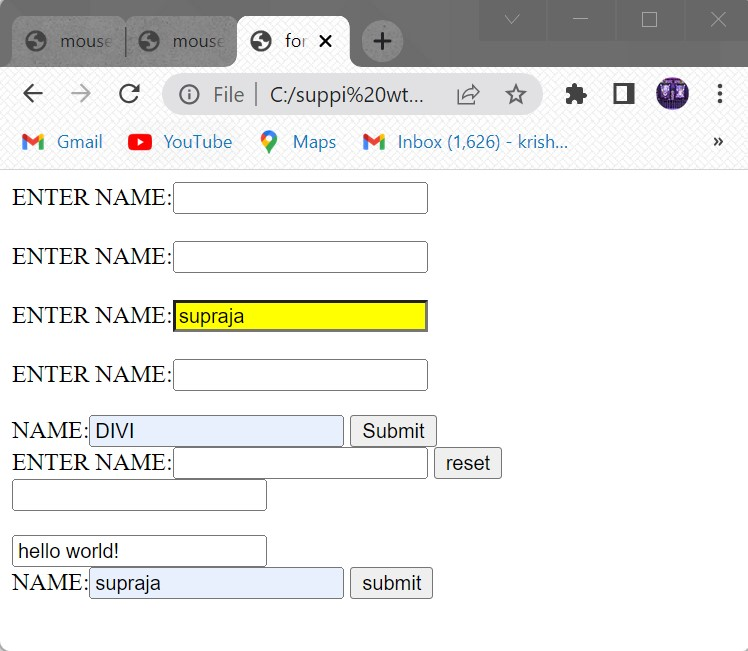 mouse mouse for
File C:/suppi%20wt...
Gmail YouTube Maps Inbox (1,626) - krish... »
ENTER NAME:
ENTER NAME:
ENTER NAME: supraja
ENTER NAME:
NAME: DIVI Submit
ENTER NAME: reset
hello world!
NAME: supraja submit